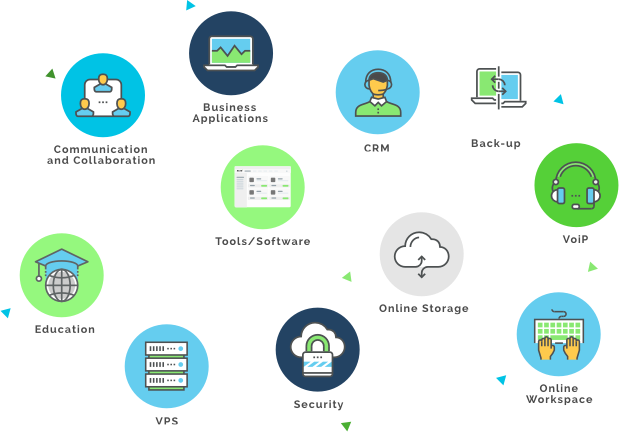 Business
Applications
Communication
and Collaboration
CRM
Back-up
Tools/Software
VoiP
Online Storage
Education
Online
Workspace
Security
VPS